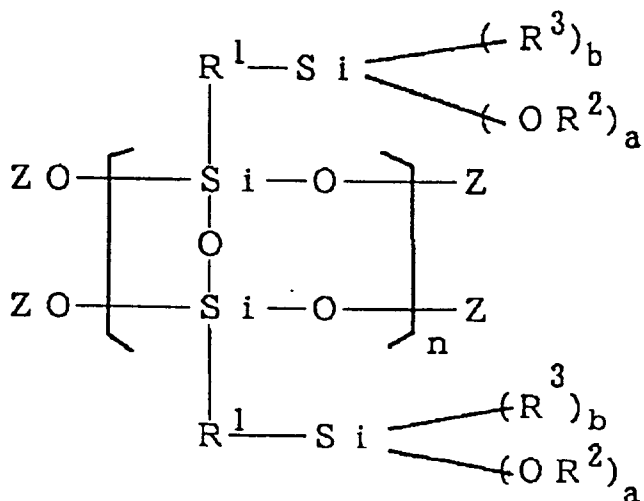 ( R³)b
R¹—Si
( OR²)a
ZO—Si—O—Z
O
ZO—Si—O—Z
n
( R³)b
R¹—Si
( OR²)a